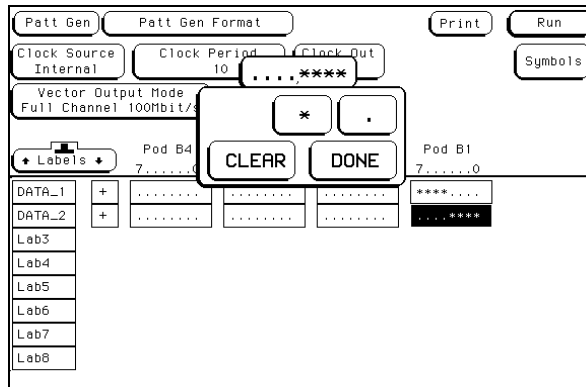 Patt Gen Patt Gen Format Print Run
Clock Source Internal Clock Period 10 Clock Out Symbols
....****
Vector Output Mode
Full Channel 100Mbit/s
* .
CLEAR DONE
Labels Pod B4 Pod B1
7......0 7......0
DATA_1 + ........ ........ ........ ****....
DATA_2 + ........ ........ ........ ....****
Lab3
Lab4
Lab5
Lab6
Lab7
Lab8